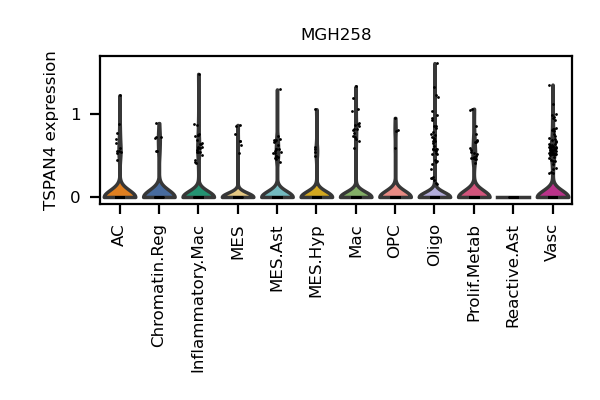 MGH258
TSPAN4 expression
1
0
AC
Chromatin.Reg
Inflammatory.Mac
MES
MES.Ast
MES.Hyp
Mac
OPC
Oligo
Prolif.Metab
Reactive.Ast
Vasc